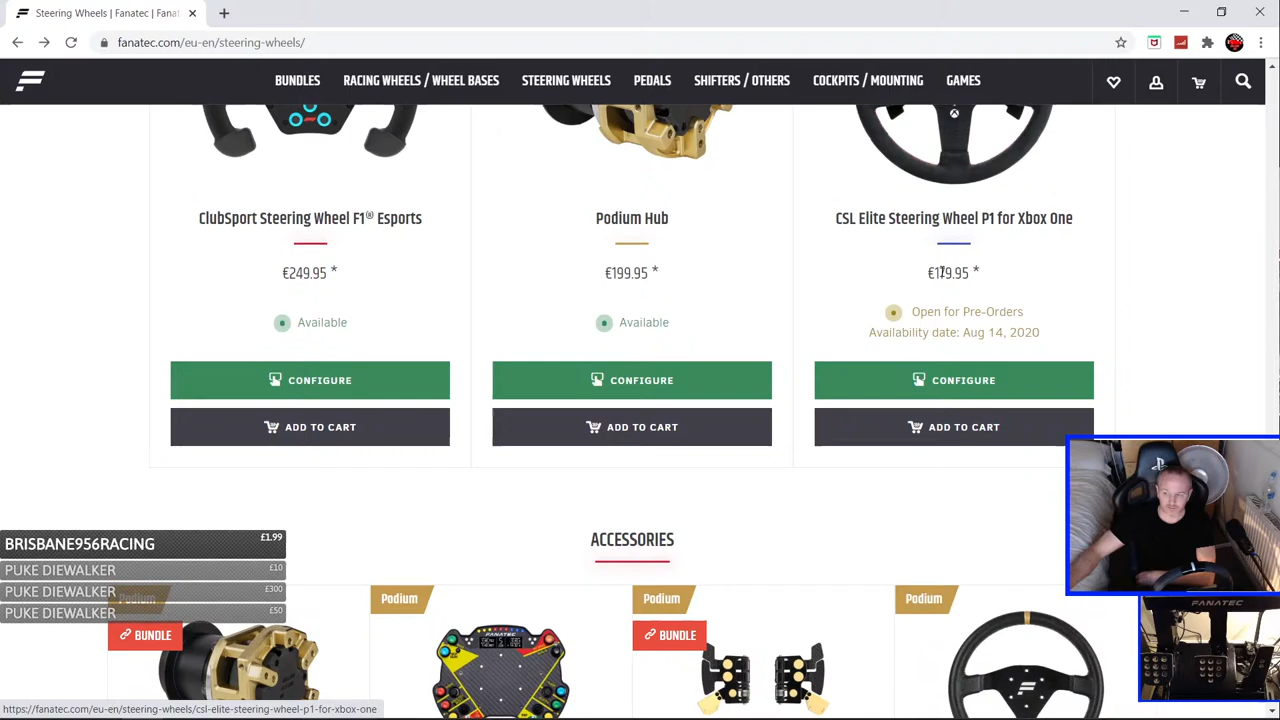 Steering Wheels | Fanatec | Fana
fanatec.com/eu-en/steering-wheels/
BUNDLES
RACING WHEELS / WHEEL BASES
STEERING WHEELS
PEDALS
SHIFTERS / OTHERS
COCKPITS / MOUNTING
GAMES
ClubSport Steering Wheel F1® Esports
€249.95 *
Available
CONFIGURE
ADD TO CART
Podium Hub
€199.95 *
Available
CONFIGURE
ADD TO CART
CSL Elite Steering Wheel P1 for Xbox One
€179.95 *
Open for Pre-Orders
Availability date: Aug 14, 2020
CONFIGURE
ADD TO CART
ACCESSORIES
BRISBANE956RACING £1.99
PUKE DIEWALKER £10
PUKE DIEWALKER £300
PUKE DIEWALKER £50
Podium
BUNDLE
Podium
FANATEC
Podium
BUNDLE
Podium
FANATEC
https://fanatec.com/eu-en/steering-wheels/csl-elite-steering-wheel-p1-for-xbox-one